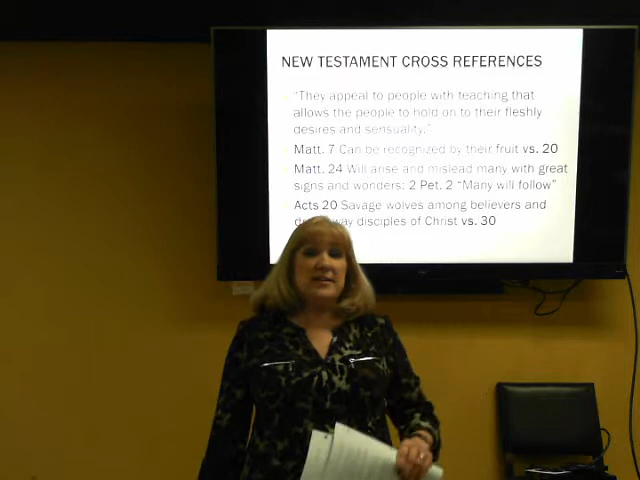 NEW TESTAMENT CROSS REFERENCES
"They appeal to people with teaching that
allows the people to hold on to their fleshly
desires and sensuality."
Matt. 7 Can be recognized by their fruit vs. 20
Matt. 24 Will arise and mislead many with great
signs and wonders: 2 Pet. 2 "Many will follow"
Acts 20 Savage wolves among believers and
disciples of Christ vs. 30